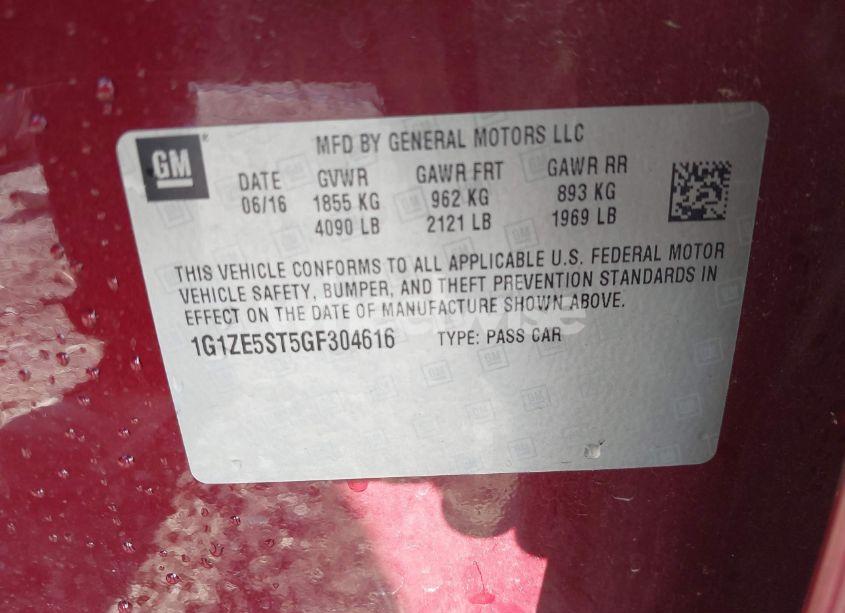 GM ®
MFD BY GENERAL MOTORS LLC
DATE GVWR GAWR FRT GAWR RR
06/16 1855 KG 962 KG 893 KG
4090 LB 2121 LB 1969 LB
THIS VEHICLE CONFORMS TO ALL APPLICABLE U.S. FEDERAL MOTOR
VEHICLE SAFETY, BUMPER, AND THEFT PREVENTION STANDARDS IN
EFFECT ON THE DATE OF MANUFACTURE SHOWN ABOVE.
1G1ZE5ST5GF304616 TYPE: PASS CAR